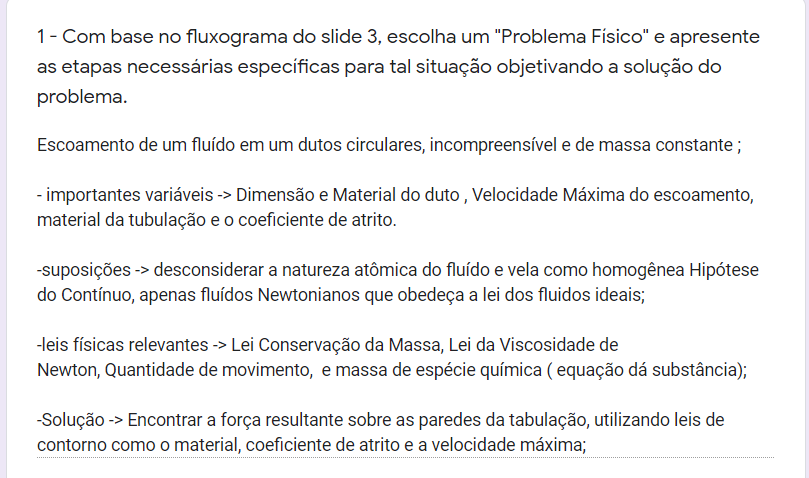 1 - Com base no fluxograma do slide 3, escolha um "Problema Físico" e apresente
as etapas necessárias específicas para tal situação objetivando a solução do
problema.
Escoamento de um fluído em um dutos circulares, incompreensível e de massa constante ;
- importantes variáveis -> Dimensão e Material do duto , Velocidade Máxima do escoamento,
material da tubulação e o coeficiente de atrito.
-suposições -> desconsiderar a natureza atômica do fluído e vela como homogênea Hipótese
do Contínuo, apenas fluídos Newtonianos que obedeça a lei dos fluidos ideais;
-leis físicas relevantes -> Lei Conservação da Massa, Lei da Viscosidade de
Newton, Quantidade de movimento,  e massa de espécie química ( equação dá substância);
-Solução -> Encontrar a força resultante sobre as paredes da tabulação, utilizando leis de
contorno como o material, coeficiente de atrito e a velocidade máxima;